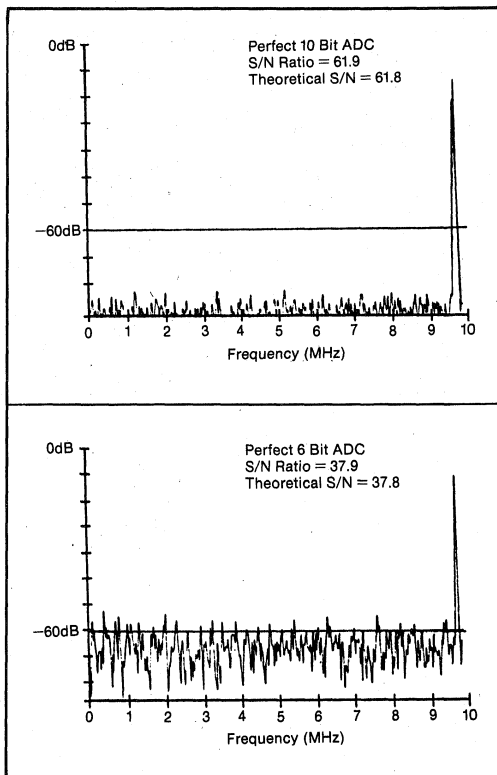 0dB
Perfect 10 Bit ADC
S/N Ratio = 61.9
Theoretical S/N = 61.8
−60dB
0 1 2 3 4 5 6 7 8 9 10
Frequency (MHz)
0dB
Perfect 6 Bit ADC
S/N Ratio = 37.9
Theoretical S/N = 37.8
−60dB
0 1 2 3 4 5 6 7 8 9 10
Frequency (MHz)